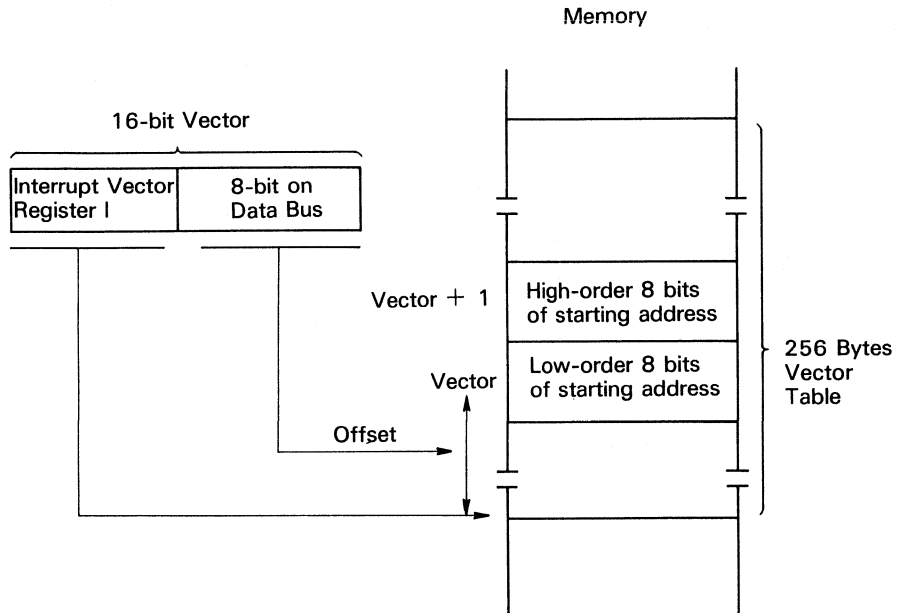 Memory
16-bit Vector
Interrupt Vector
Register I
8-bit on
Data Bus
Vector + 1
High-order 8 bits
of starting address
Vector
Low-order 8 bits
of starting address
Offset
256 Bytes
Vector
Table